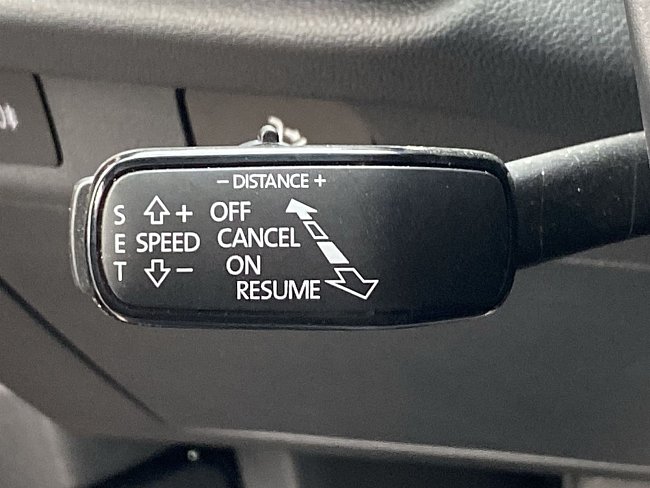 − DISTANCE +
S E T
+
SPEED
−
OFF
CANCEL
ON
RESUME